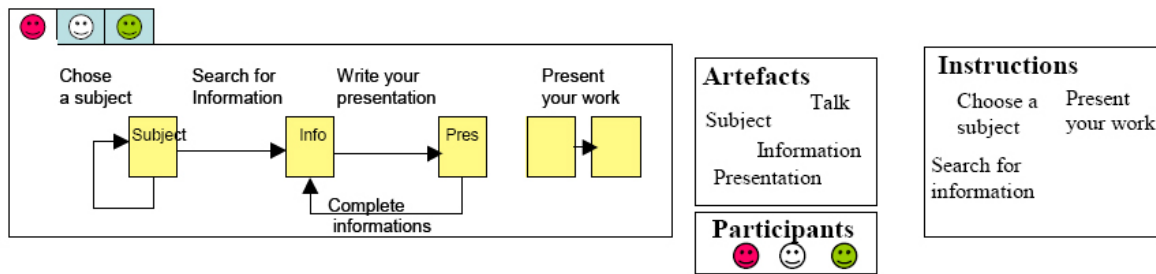 Chose
a subject
Search for
Information
Write your
presentation
Present
your work
Subject
Info
Pres
Complete
informations
Artefacts
Talk
Subject
Information
Presentation
Participants
Instructions
Choose a
subject
Present
your work
Search for
information